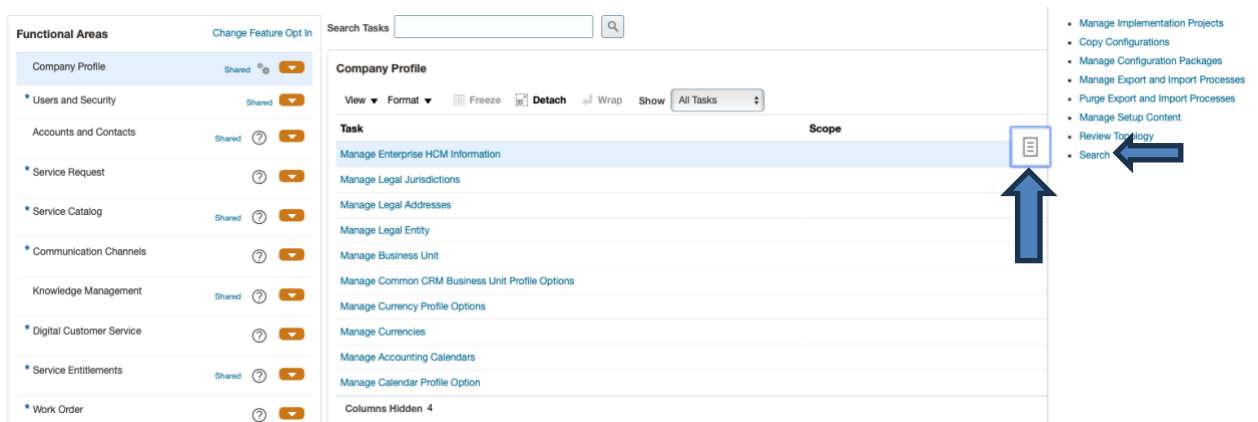 Functional Areas
Change Feature Opt In
Company Profile
Shared
* Users and Security
Shared
Accounts and Contacts
Shared
* Service Request
* Service Catalog
Shared
* Communication Channels
Knowledge Management
Shared
* Digital Customer Service
* Service Entitlements
Shared
* Work Order
Search Tasks
Company Profile
View Format Freeze Detach Wrap Show All Tasks
Task Scope
Manage Enterprise HCM Information
Manage Legal Jurisdictions
Manage Legal Addresses
Manage Legal Entity
Manage Business Unit
Manage Common CRM Business Unit Profile Options
Manage Currency Profile Options
Manage Currencies
Manage Accounting Calendars
Manage Calendar Profile Option
Columns Hidden 4
• Manage Implementation Projects
• Copy Configurations
• Manage Configuration Packages
• Manage Export and Import Processes
• Purge Export and Import Processes
• Manage Setup Content
• Review Topology
• Search